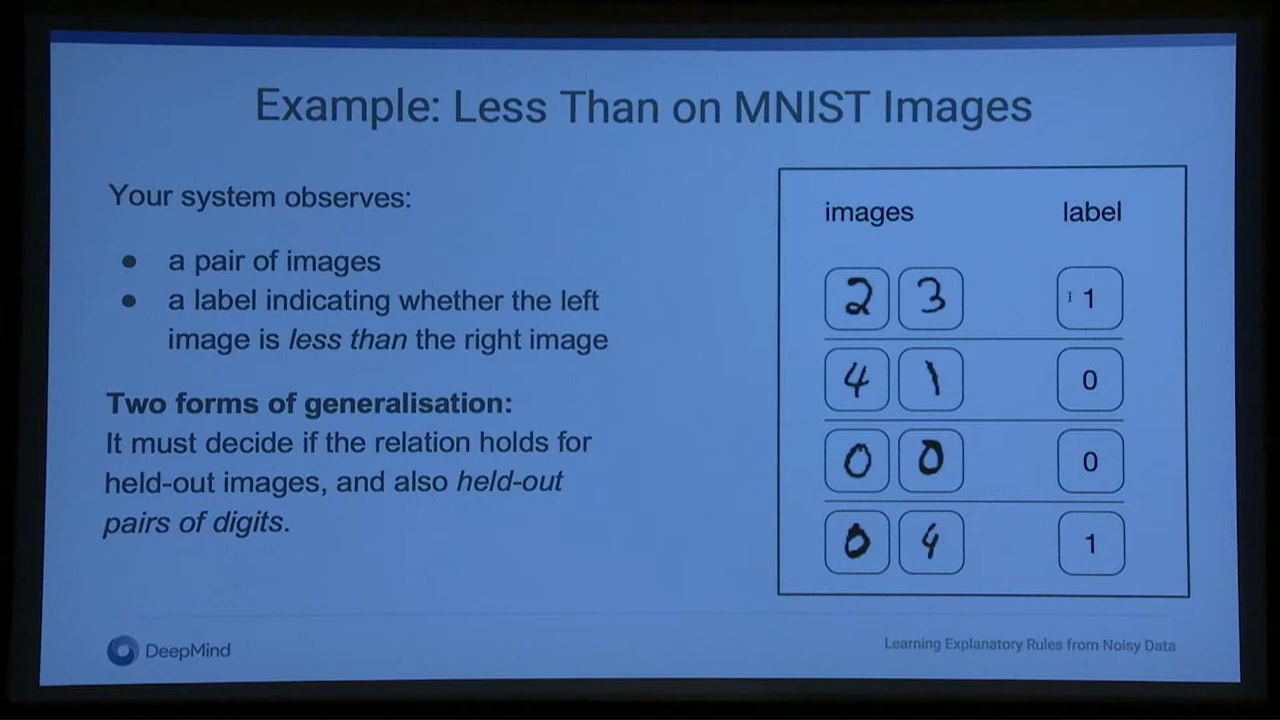 Example: Less Than on MNIST Images
Your system observes:
● a pair of images
● a label indicating whether the left
image is less than the right image
Two forms of generalisation:
It must decide if the relation holds for
held-out images, and also held-out
pairs of digits.
images label
2 3 1
4 1 0
0 0 0
0 4 1
DeepMind
Learning Explanatory Rules from Noisy Data